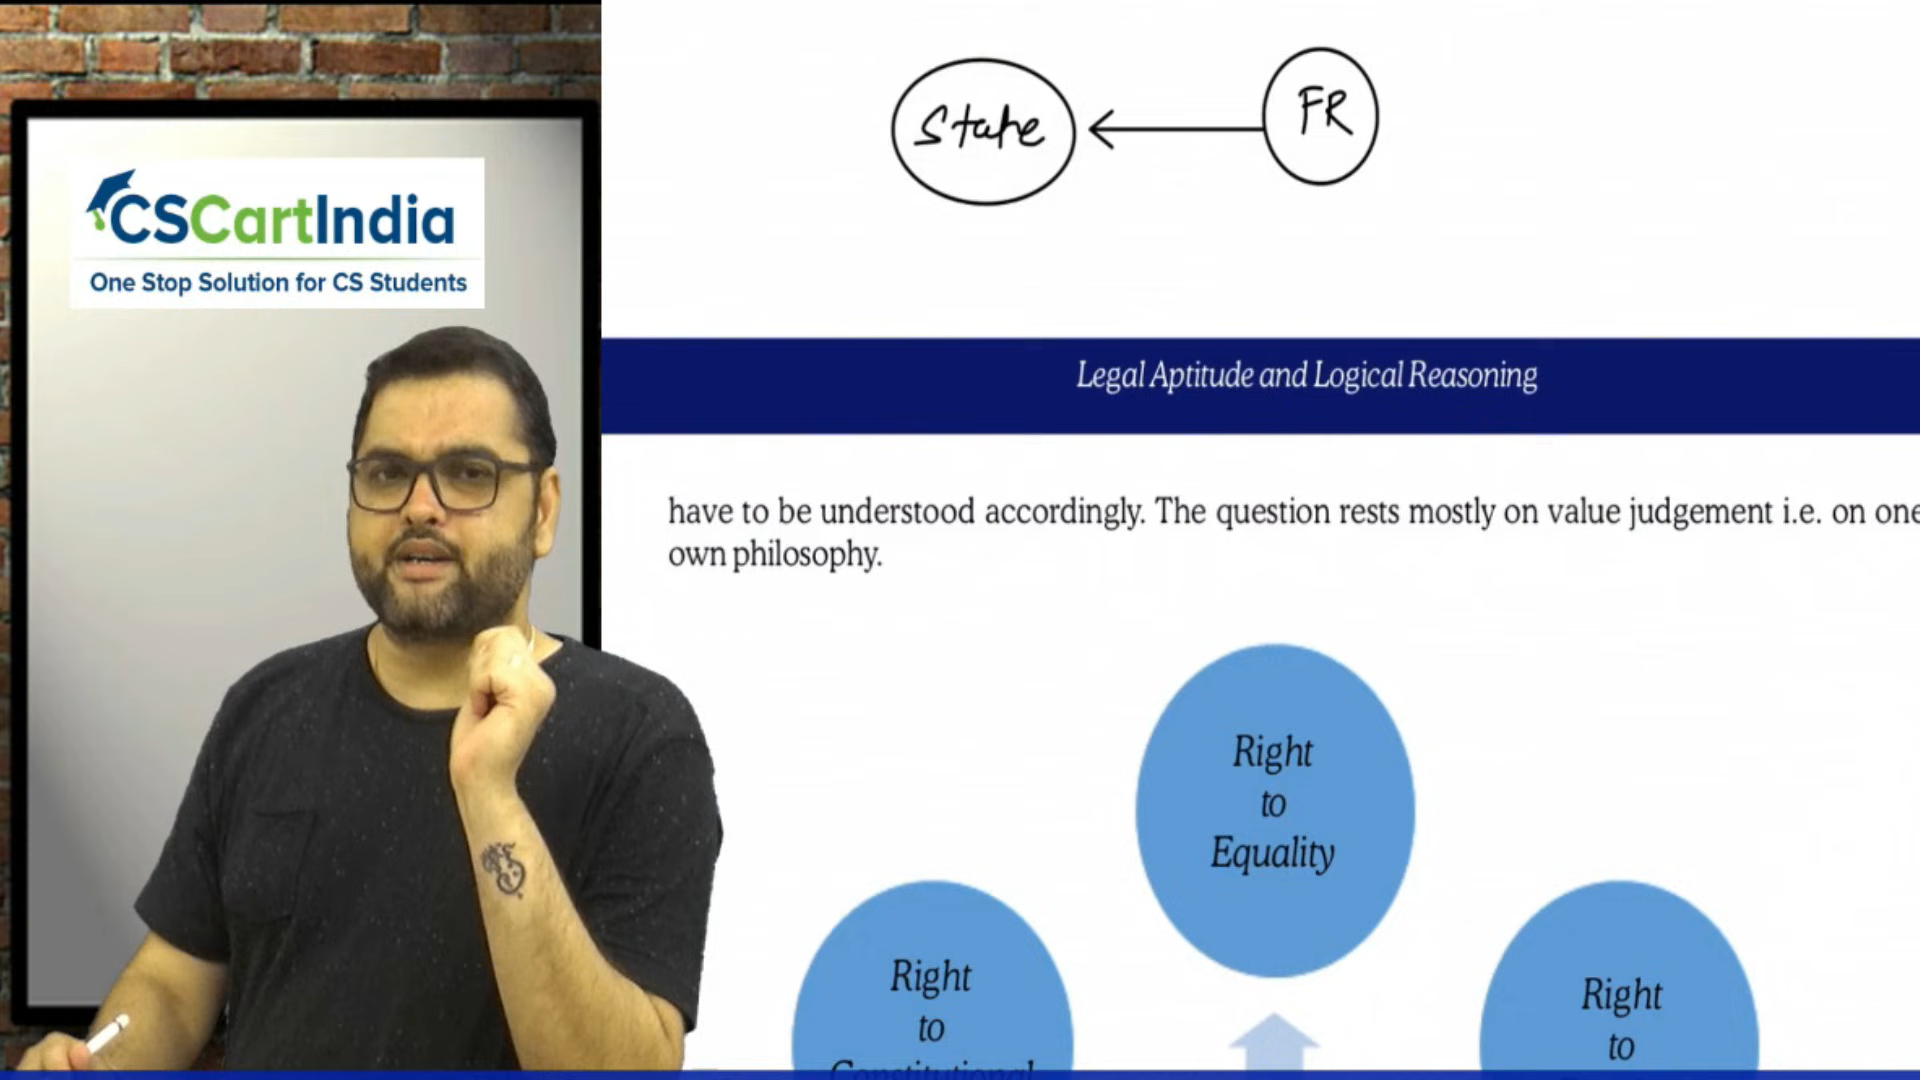 CSCartIndia
One Stop Solution for CS Students
State
FR
Legal Aptitude and Logical Reasoning
have to be understood accordingly. The question rests mostly on value judgement i.e. on one
own philosophy.
Right
to
Equality
Right
to
Constitutional
Right
to